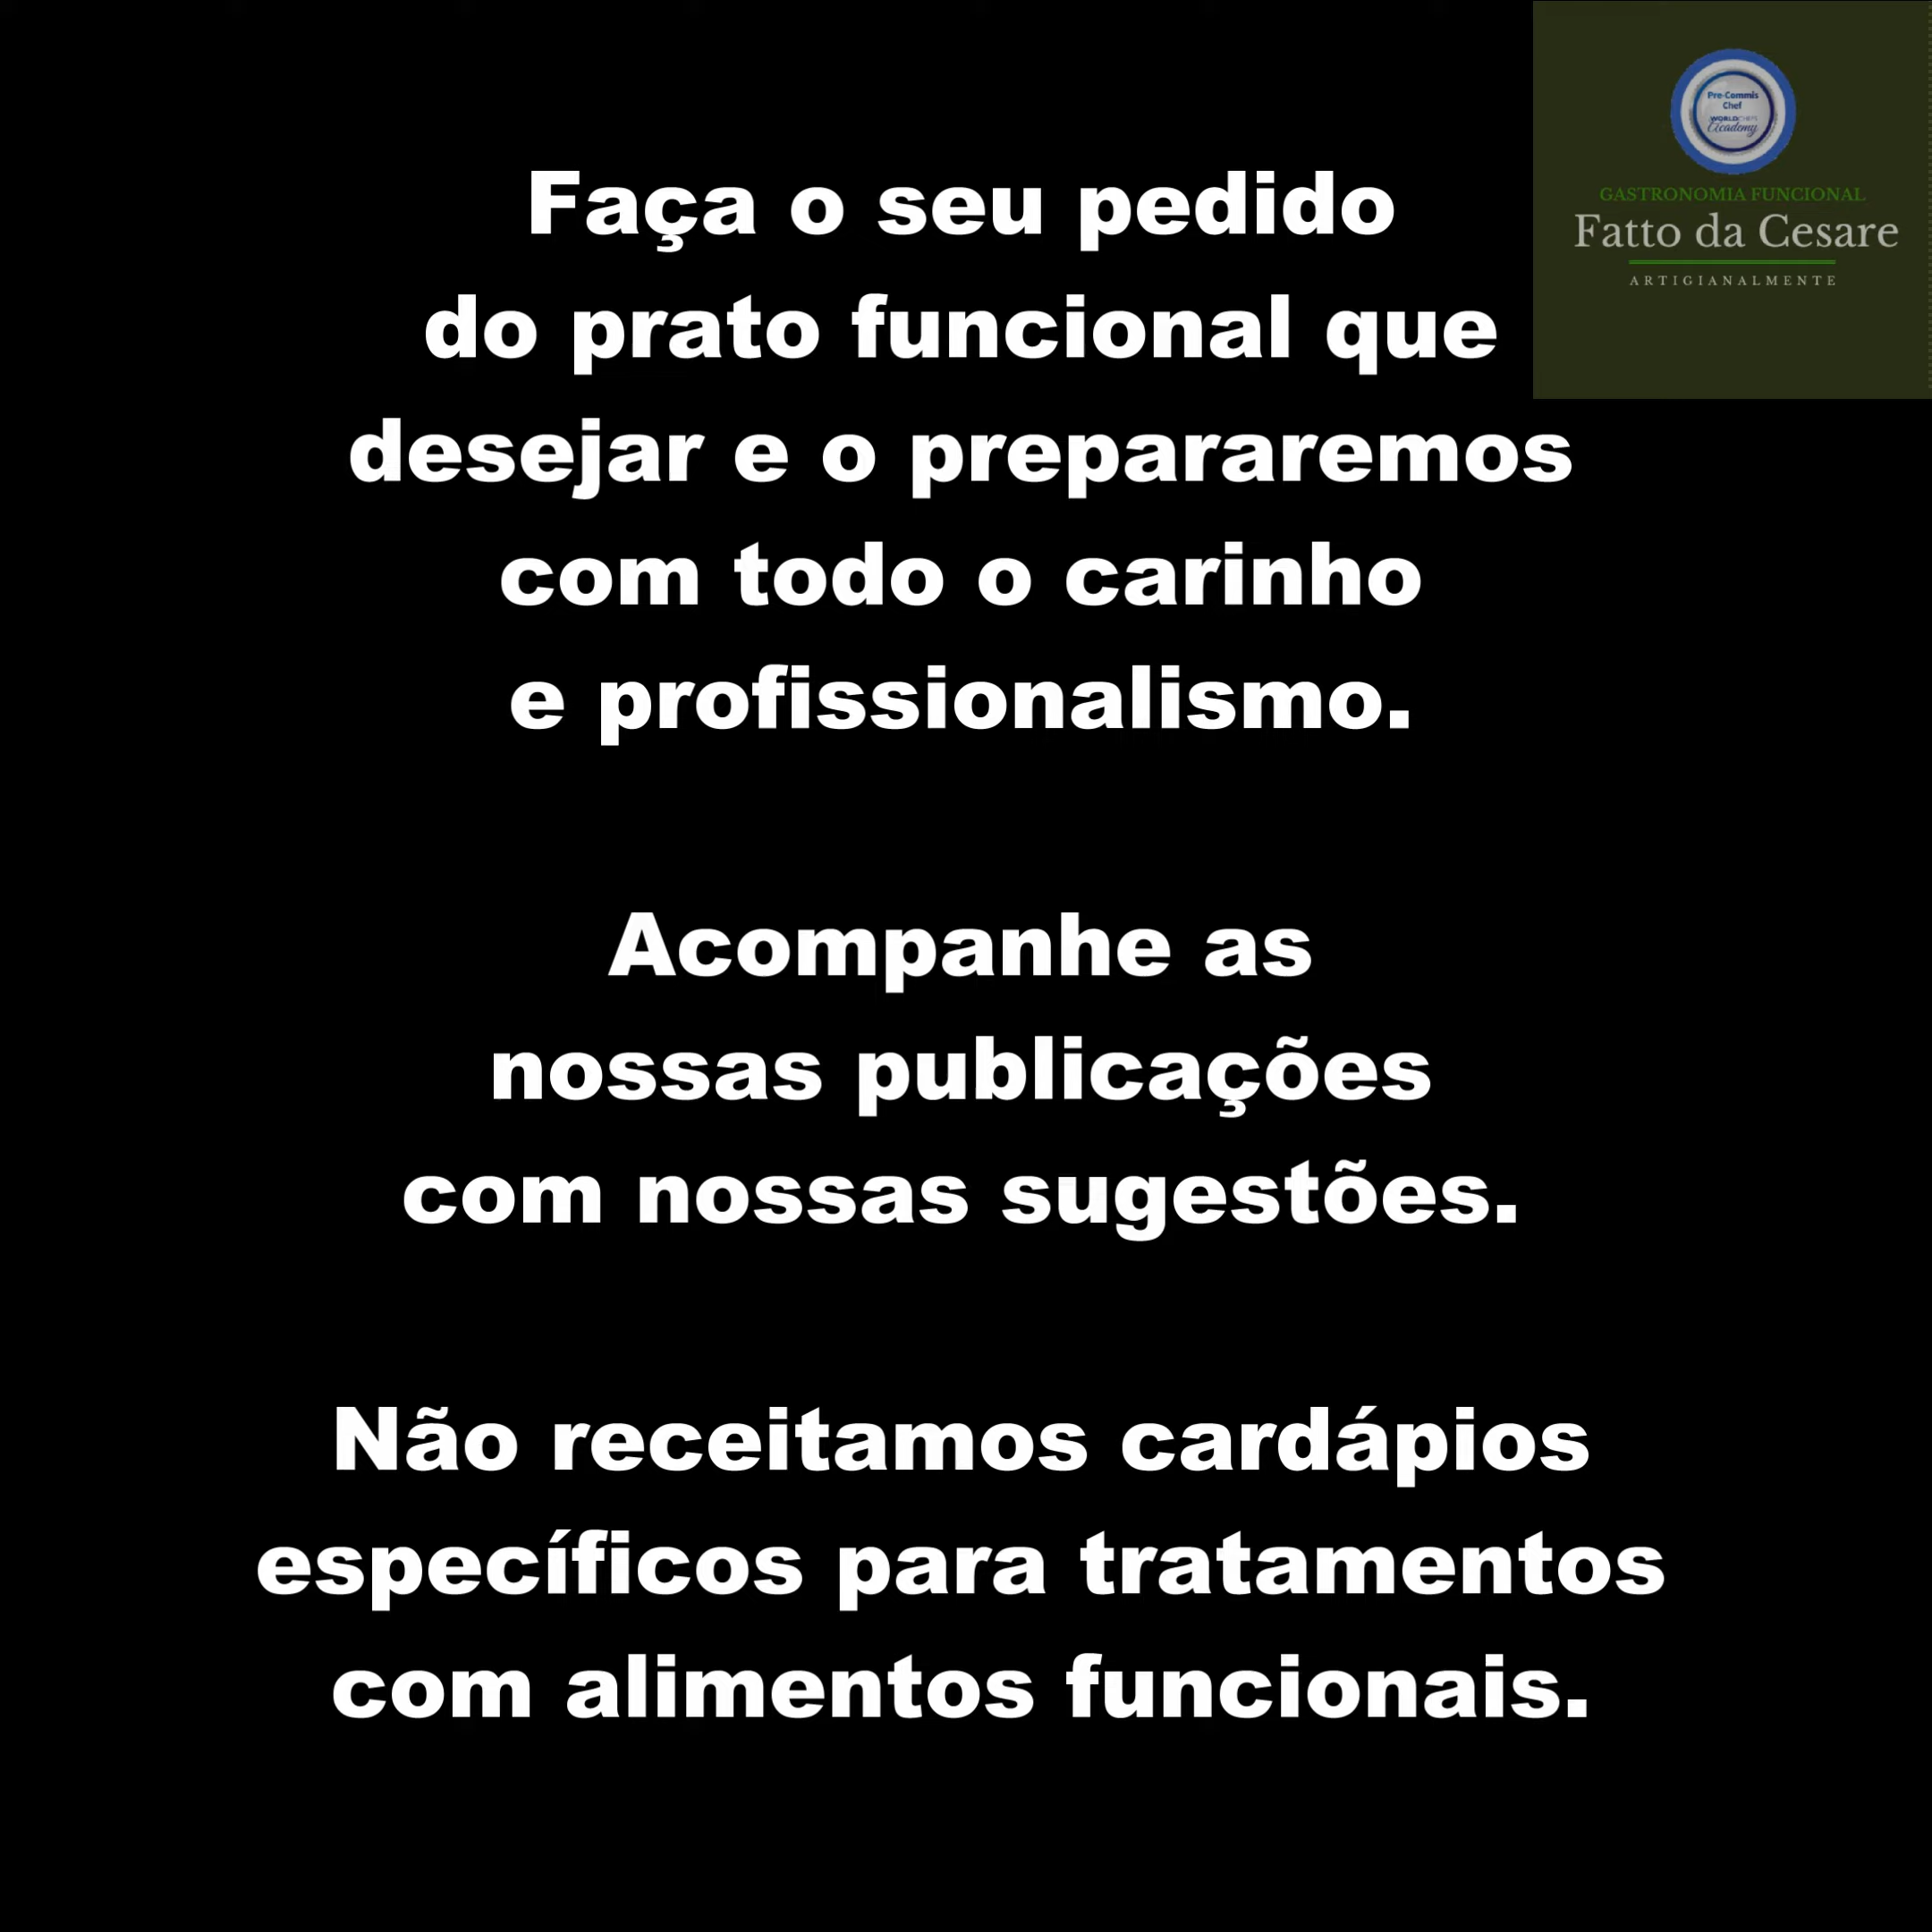 Pre-Commis
Chef
WORLDCHEFS
Academy
GASTRONOMIA FUNCIONAL
Fatto da Cesare
ARTIGIANALMENTE
Faça o seu pedido
do prato funcional que
desejar e o prepararemos
com todo o carinho
e profissionalismo.
Acompanhe as
nossas publicações
com nossas sugestões.
Não receitamos cardápios
específicos para tratamentos
com alimentos funcionais.